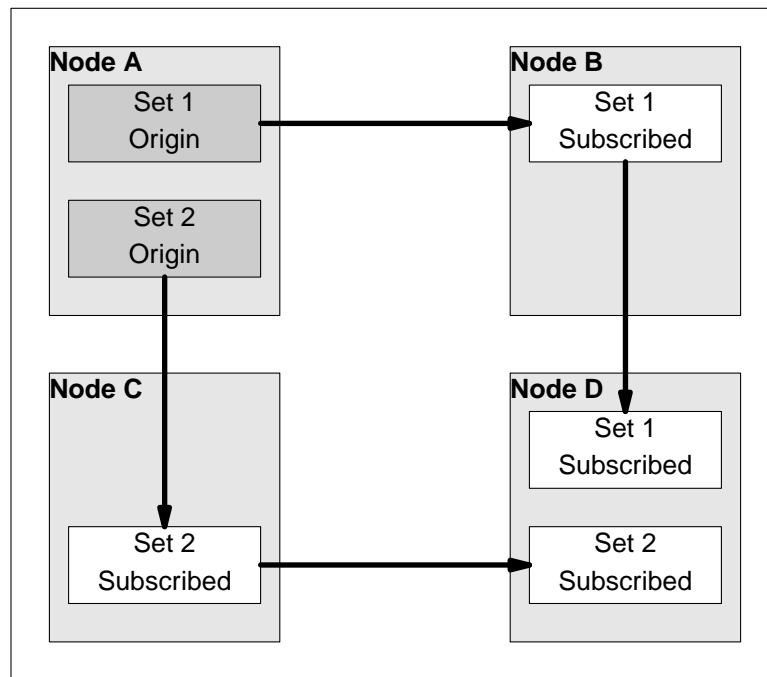 Node A
Set 1
Origin
Set 2
Origin
Node B
Set 1
Subscribed
Node C
Set 2
Subscribed
Node D
Set 1
Subscribed
Set 2
Subscribed